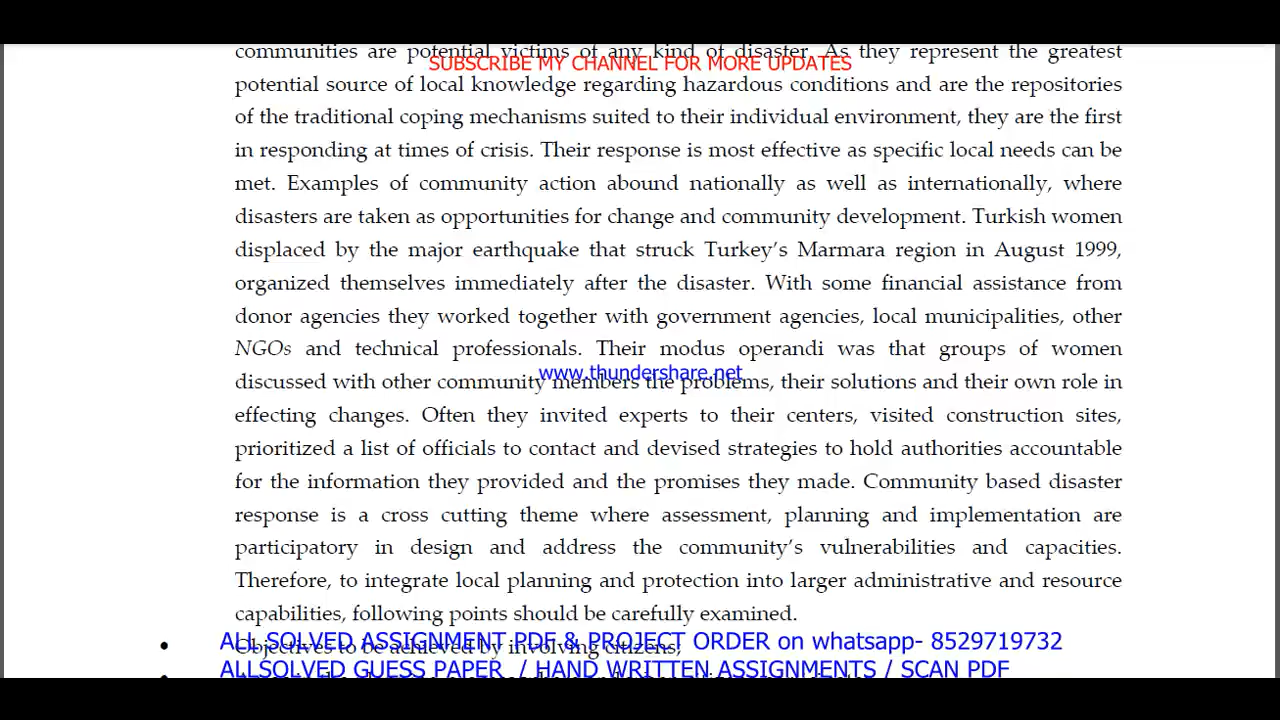 communities are potential victims of any kind of disaster. As they represent the greatest
SUBSCRIBE MY CHANNEL FOR MORE UPDATES
potential source of local knowledge regarding hazardous conditions and are the repositories
of the traditional coping mechanisms suited to their individual environment, they are the first
in responding at times of crisis. Their response is most effective as specific local needs can be
met. Examples of community action abound nationally as well as internationally, where
disasters are taken as opportunities for change and community development. Turkish women
displaced by the major earthquake that struck Turkey’s Marmara region in August 1999,
organized themselves immediately after the disaster. With some financial assistance from
donor agencies they worked together with government agencies, local municipalities, other
NGOs and technical professionals. Their modus operandi was that groups of women
www.thundershare.net
discussed with other community members the problems, their solutions and their own role in
effecting changes. Often they invited experts to their centers, visited construction sites,
prioritized a list of officials to contact and devised strategies to hold authorities accountable
for the information they provided and the promises they made. Community based disaster
response is a cross cutting theme where assessment, planning and implementation are
participatory in design and address the community’s vulnerabilities and capacities.
Therefore, to integrate local planning and protection into larger administrative and resource
capabilities, following points should be carefully examined.
ALL SOLVED ASSIGNMENT PDF & PROJECT ORDER on whatsapp- 8529719732
• Objectives to be achieved by involving citizens;
ALLSOLVED GUESS PAPER / HAND WRITTEN ASSIGNMENTS / SCAN PDF